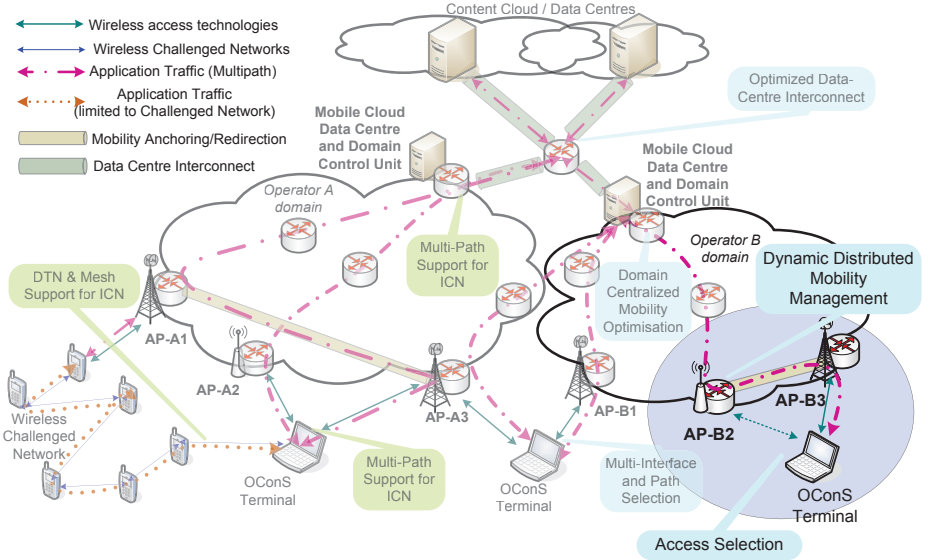 Wireless access technologies
Wireless Challenged Networks
Application Traffic (Multipath)
Application Traffic
(limited to Challenged Network)
Mobility Anchoring/Redirection
Data Centre Interconnect
Content Cloud / Data Centres
Optimized Data-
Centre Interconnect
Mobile Cloud
Data Centre
and Domain
Control Unit
Mobile Cloud
Data Centre
and Domain
Control Unit
Operator A
domain
Operator B
domain
Multi-Path
Support for
ICN
Domain
Centralized
Mobility
Optimisation
Dynamic Distributed
Mobility
Management
DTN & Mesh
Support for ICN
AP-A1
AP-A2
AP-A3
AP-B1
AP-B2
AP-B3
Wireless
Challenged
Network
OConS
Terminal
Multi-Path
Support for
ICN
OConS
Terminal
Multi-Interface
and Path
Selection
OConS
Terminal
Access Selection